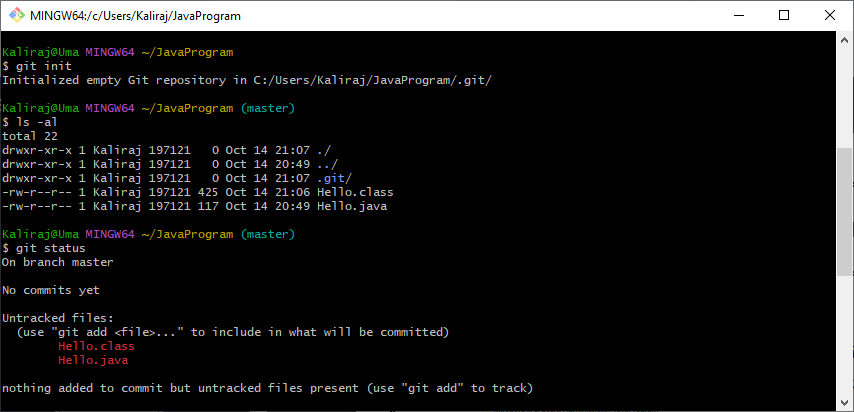 MINGW64:/c/Users/Kaliraj/JavaProgram
Kaliraj@Uma MINGW64 ~/JavaProgram
$ git init
Initialized empty Git repository in C:/Users/Kaliraj/JavaProgram/.git/
Kaliraj@Uma MINGW64 ~/JavaProgram (master)
$ ls -al
total 22
drwxr-xr-x 1 Kaliraj 197121   0 Oct 14 21:07 ./
drwxr-xr-x 1 Kaliraj 197121   0 Oct 14 20:49 ../
drwxr-xr-x 1 Kaliraj 197121   0 Oct 14 21:07 .git/
-rw-r--r-- 1 Kaliraj 197121 425 Oct 14 21:06 Hello.class
-rw-r--r-- 1 Kaliraj 197121 117 Oct 14 20:49 Hello.java
Kaliraj@Uma MINGW64 ~/JavaProgram (master)
$ git status
On branch master
No commits yet
Untracked files:
  (use "git add <file>..." to include in what will be committed)
        Hello.class
        Hello.java
nothing added to commit but untracked files present (use "git add" to track)